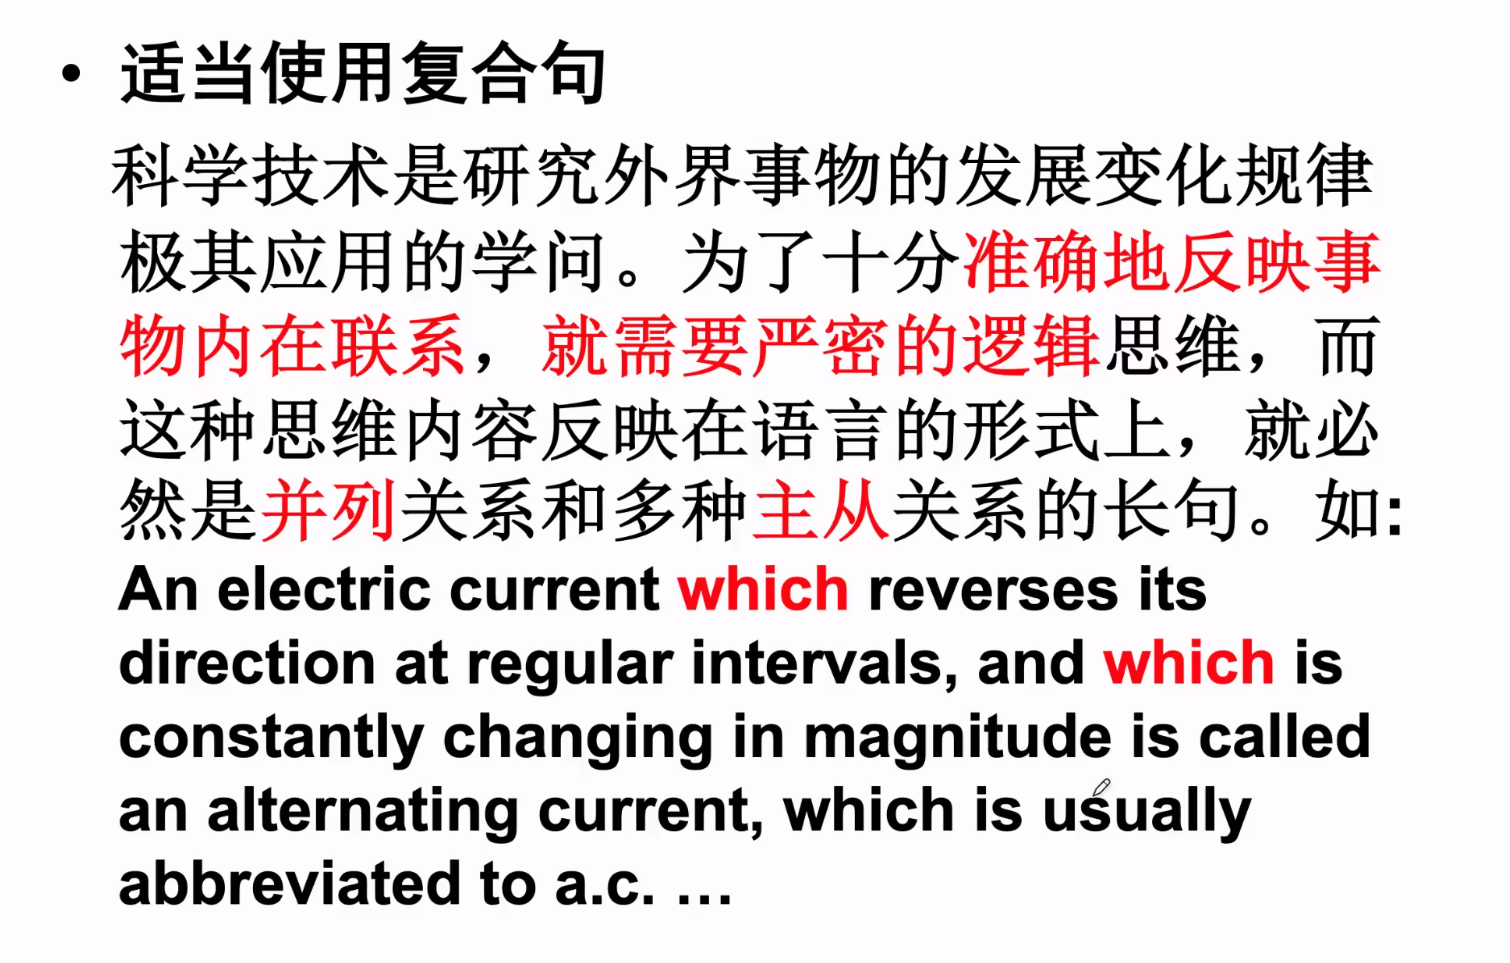 • 适当使用复合句
科学技术是研究外界事物的发展变化规律
极其应用的学问。为了十分准确地反映事
物内在联系，就需要严密的逻辑思维，而
这种思维内容反映在语言的形式上，就必
然是并列关系和多种主从关系的长句。如:
An electric current which reverses its
direction at regular intervals, and which is
constantly changing in magnitude is called
an alternating current, which is usually
abbreviated to a.c. …